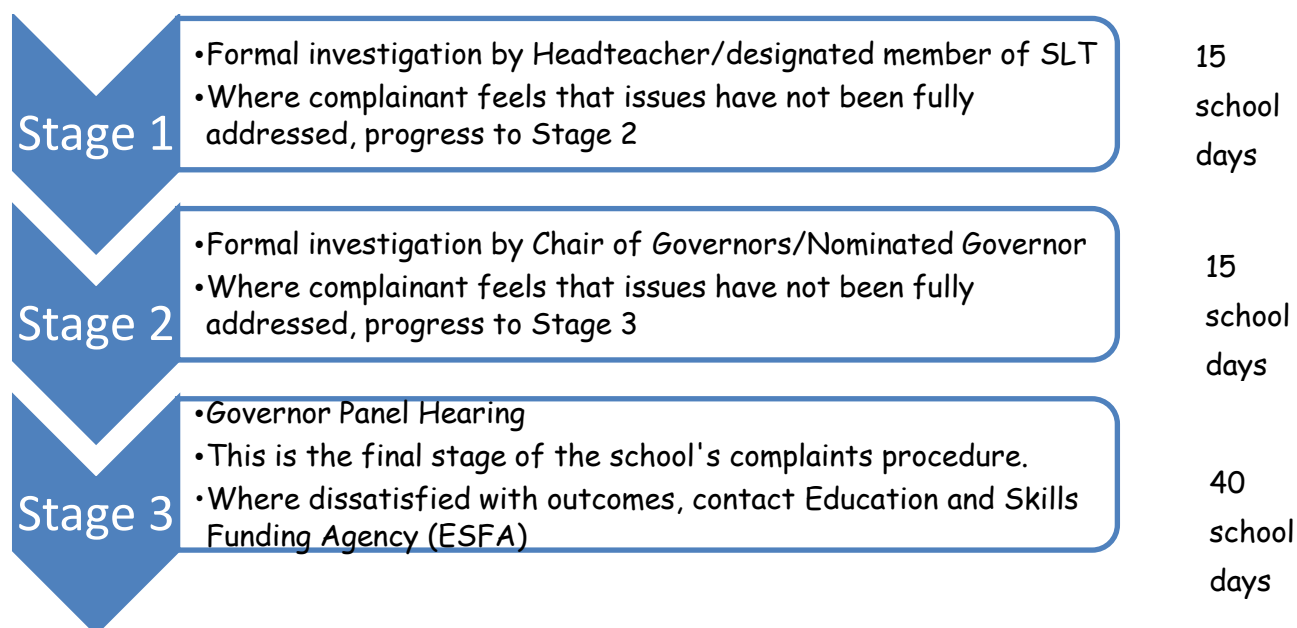 Stage 1
•Formal investigation by Headteacher/designated member of SLT
•Where complainant feels that issues have not been fully
addressed, progress to Stage 2
15
school
days
Stage 2
•Formal investigation by Chair of Governors/Nominated Governor
•Where complainant feels that issues have not been fully
addressed, progress to Stage 3
15
school
days
Stage 3
•Governor Panel Hearing
•This is the final stage of the school's complaints procedure.
•Where dissatisfied with outcomes, contact Education and Skills
Funding Agency (ESFA)
40
school
days